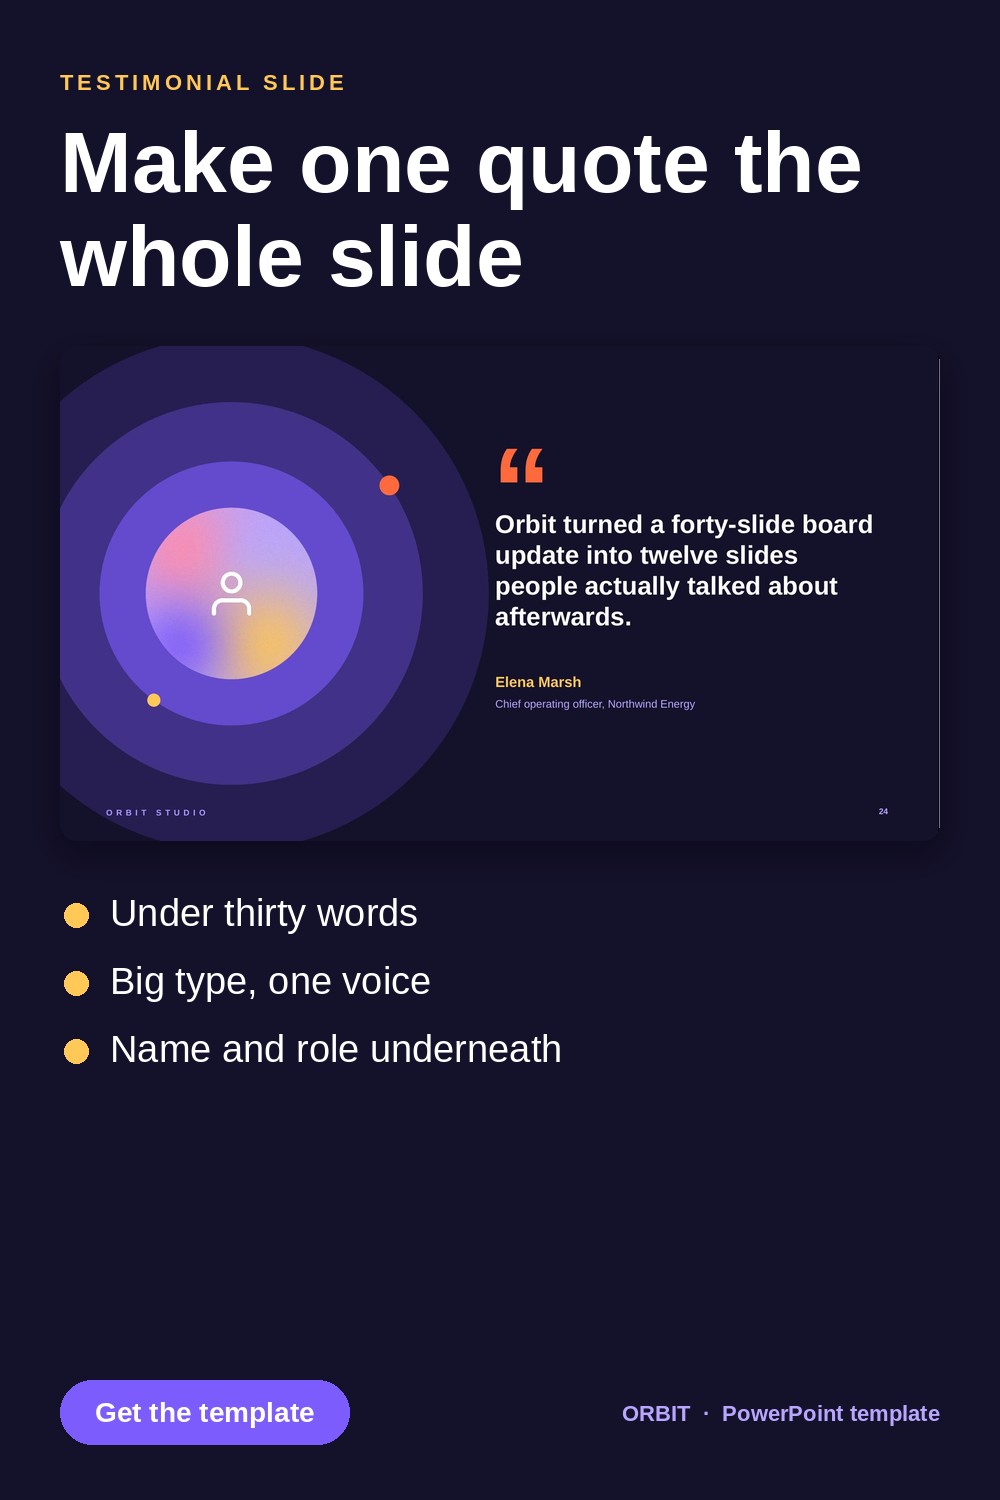 TESTIMONIAL SLIDE
Make one quote the
whole slide
“
Orbit turned a forty-slide board
update into twelve slides
people actually talked about
afterwards.
Elena Marsh
Chief operating officer, Northwind Energy
ORBIT STUDIO
24
Under thirty words
Big type, one voice
Name and role underneath
Get the template
ORBIT · PowerPoint template